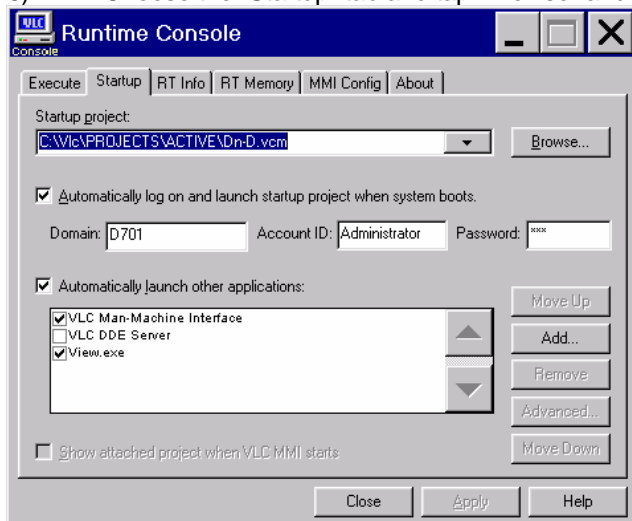 VLC
Console
Runtime Console
Execute Startup RT Info RT Memory MMI Config About
Startup project:
C:\Vlc\PROJECTS\ACTIVE\Dn-D.vcm
Browse...
Automatically log on and launch startup project when system boots.
Domain: D701 Account ID: Administrator Password: ***
Automatically launch other applications:
Move Up
VLC Man-Machine Interface
VLC DDE Server
View.exe
Add...
Remove
Advanced...
Show attached project when VLC MMI starts
Move Down
Close Apply Help